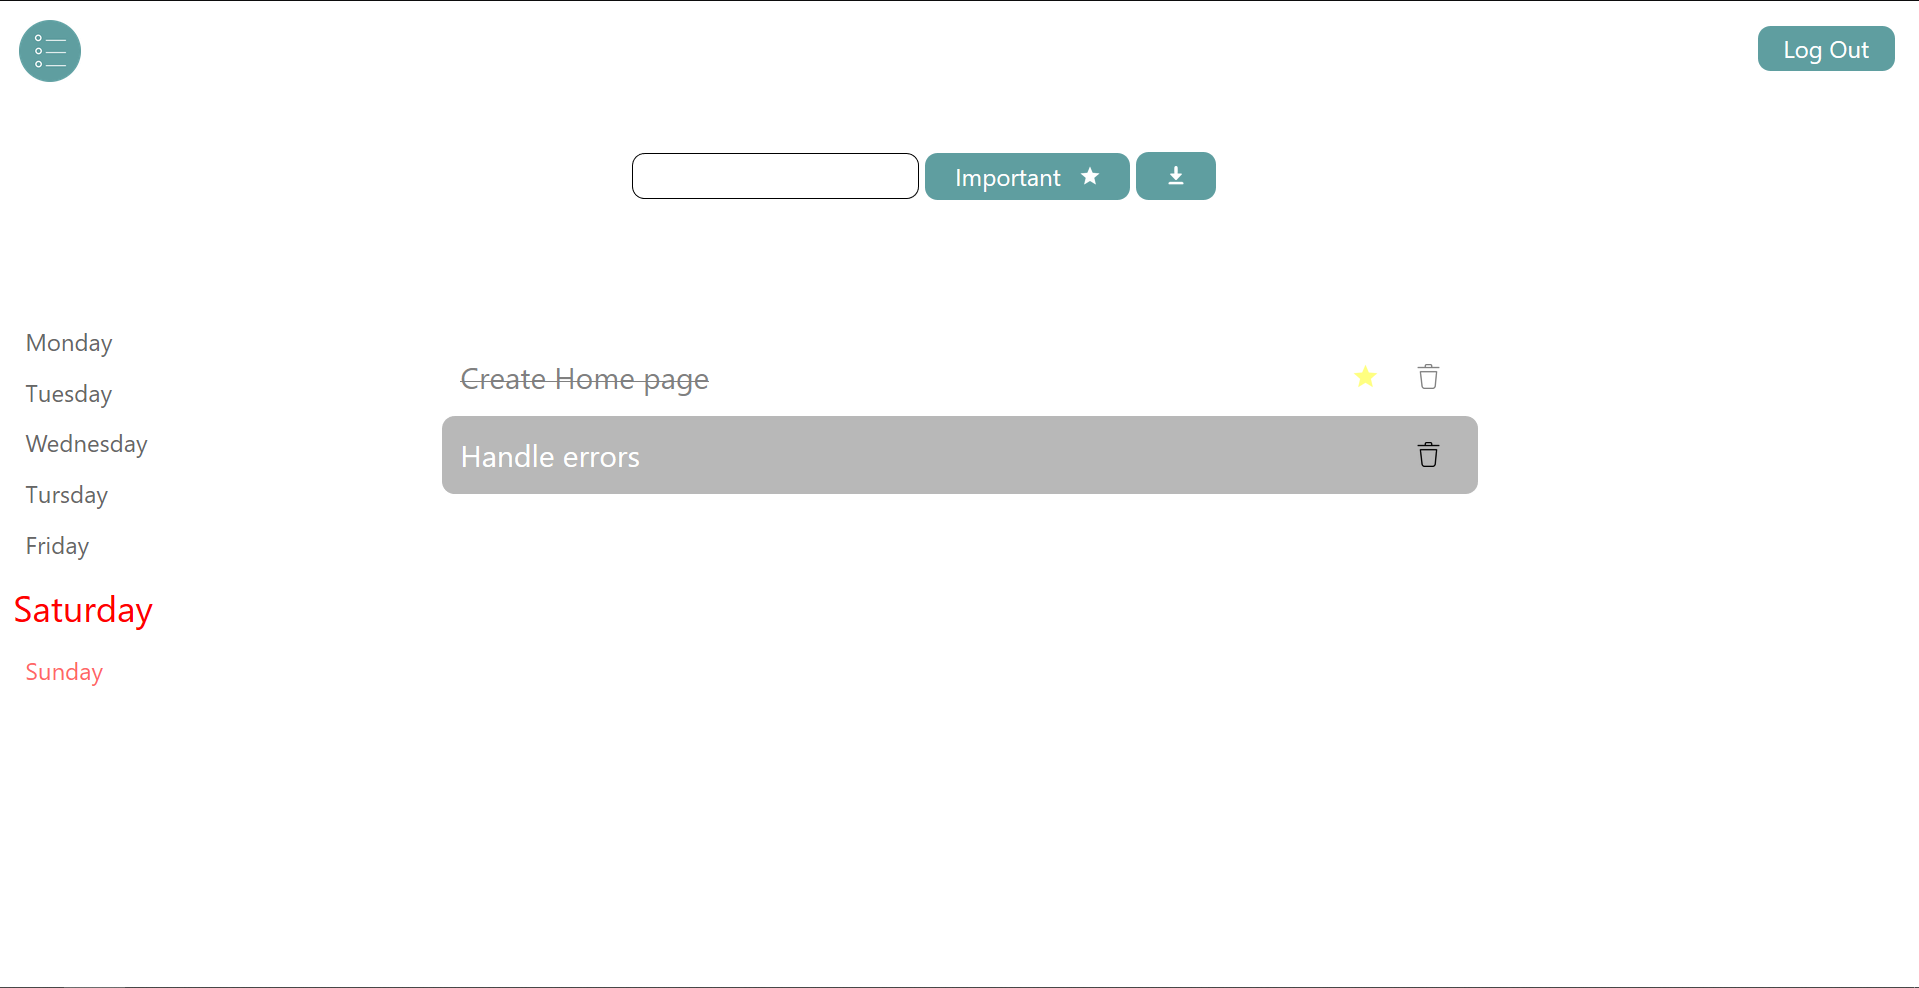 Log Out
Important
Monday
Tuesday
Wednesday
Tursday
Friday
Saturday
Sunday
Create Home page
Handle errors